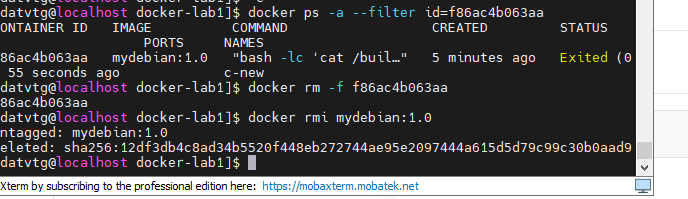 datvtg@localhost docker-lab1]$ docker ps -a --filter id=f86ac4b063aa
ONTAINER ID   IMAGE          COMMAND                  CREATED         STATUS
PORTS     NAMES
86ac4b063aa   mydebian:1.0   "bash -lc 'cat /buil…"   5 minutes ago   Exited (0
55 seconds ago             c-new
datvtg@localhost docker-lab1]$ docker rm -f f86ac4b063aa
86ac4b063aa
datvtg@localhost docker-lab1]$ docker rmi mydebian:1.0
ntagged: mydebian:1.0
eleted: sha256:12df3db4c8ad34b5520f448eb272744ae95e2097444a615d5d79c99c30b0aad9
datvtg@localhost docker-lab1]$
Xterm by subscribing to the professional edition here: https://mobaxterm.mobatek.net